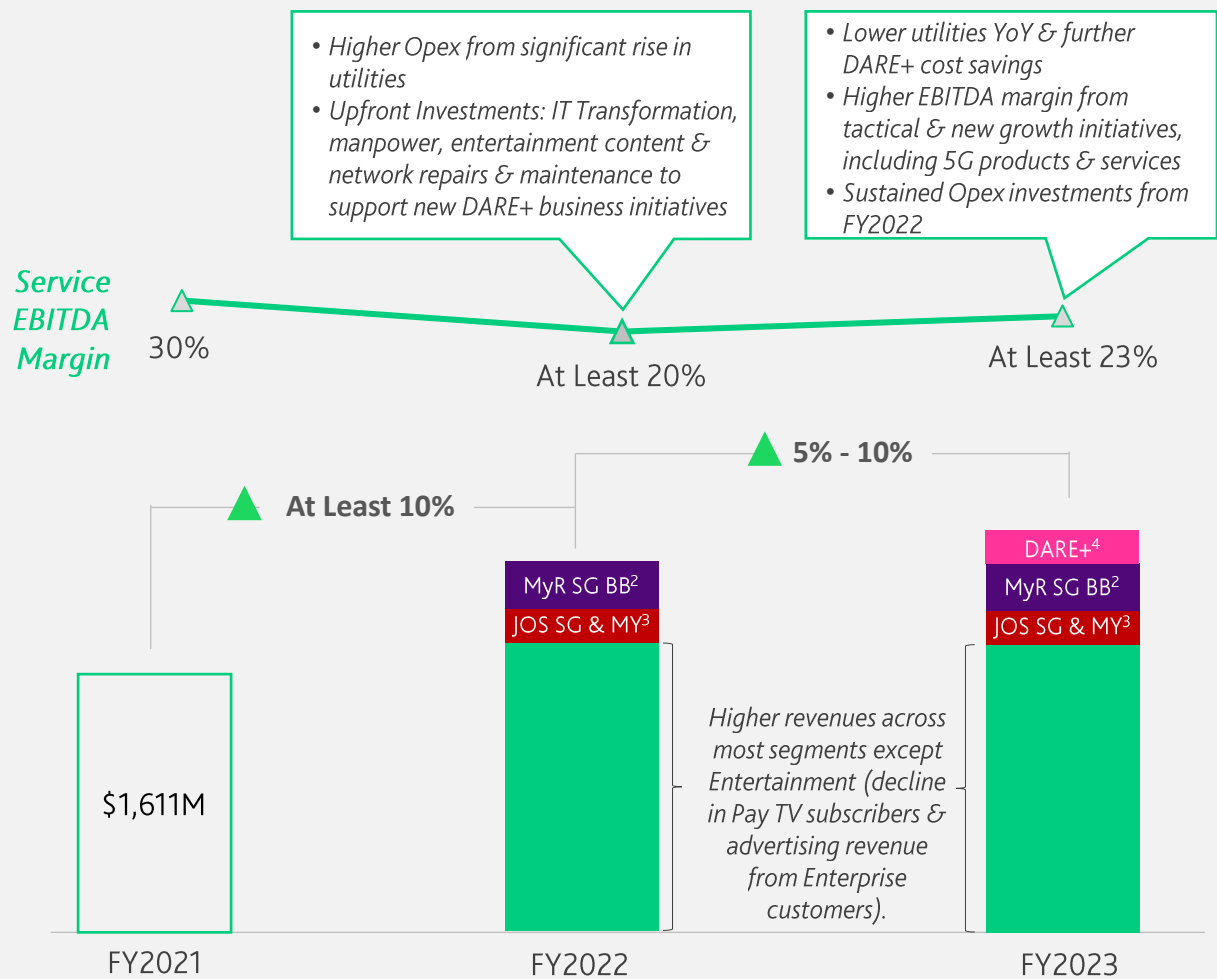 • Higher Opex from significant rise in
utilities
• Upfront Investments: IT Transformation,
manpower, entertainment content &
network repairs & maintenance to
support new DARE+ business initiatives
• Lower utilities YoY & further
DARE+ cost savings
• Higher EBITDA margin from
tactical & new growth initiatives,
including 5G products & services
• Sustained Opex investments from
FY2022
Service
EBITDA
Margin
30%
At Least 20%
At Least 23%
At Least 10%
5% - 10%
$1,611M
MyR SG BB²
JOS SG & MY³
DARE+⁴
MyR SG BB²
JOS SG & MY³
Higher revenues across
most segments except
Entertainment (decline
in Pay TV subscribers &
advertising revenue
from Enterprise
customers).
FY2021
FY2022
FY2023